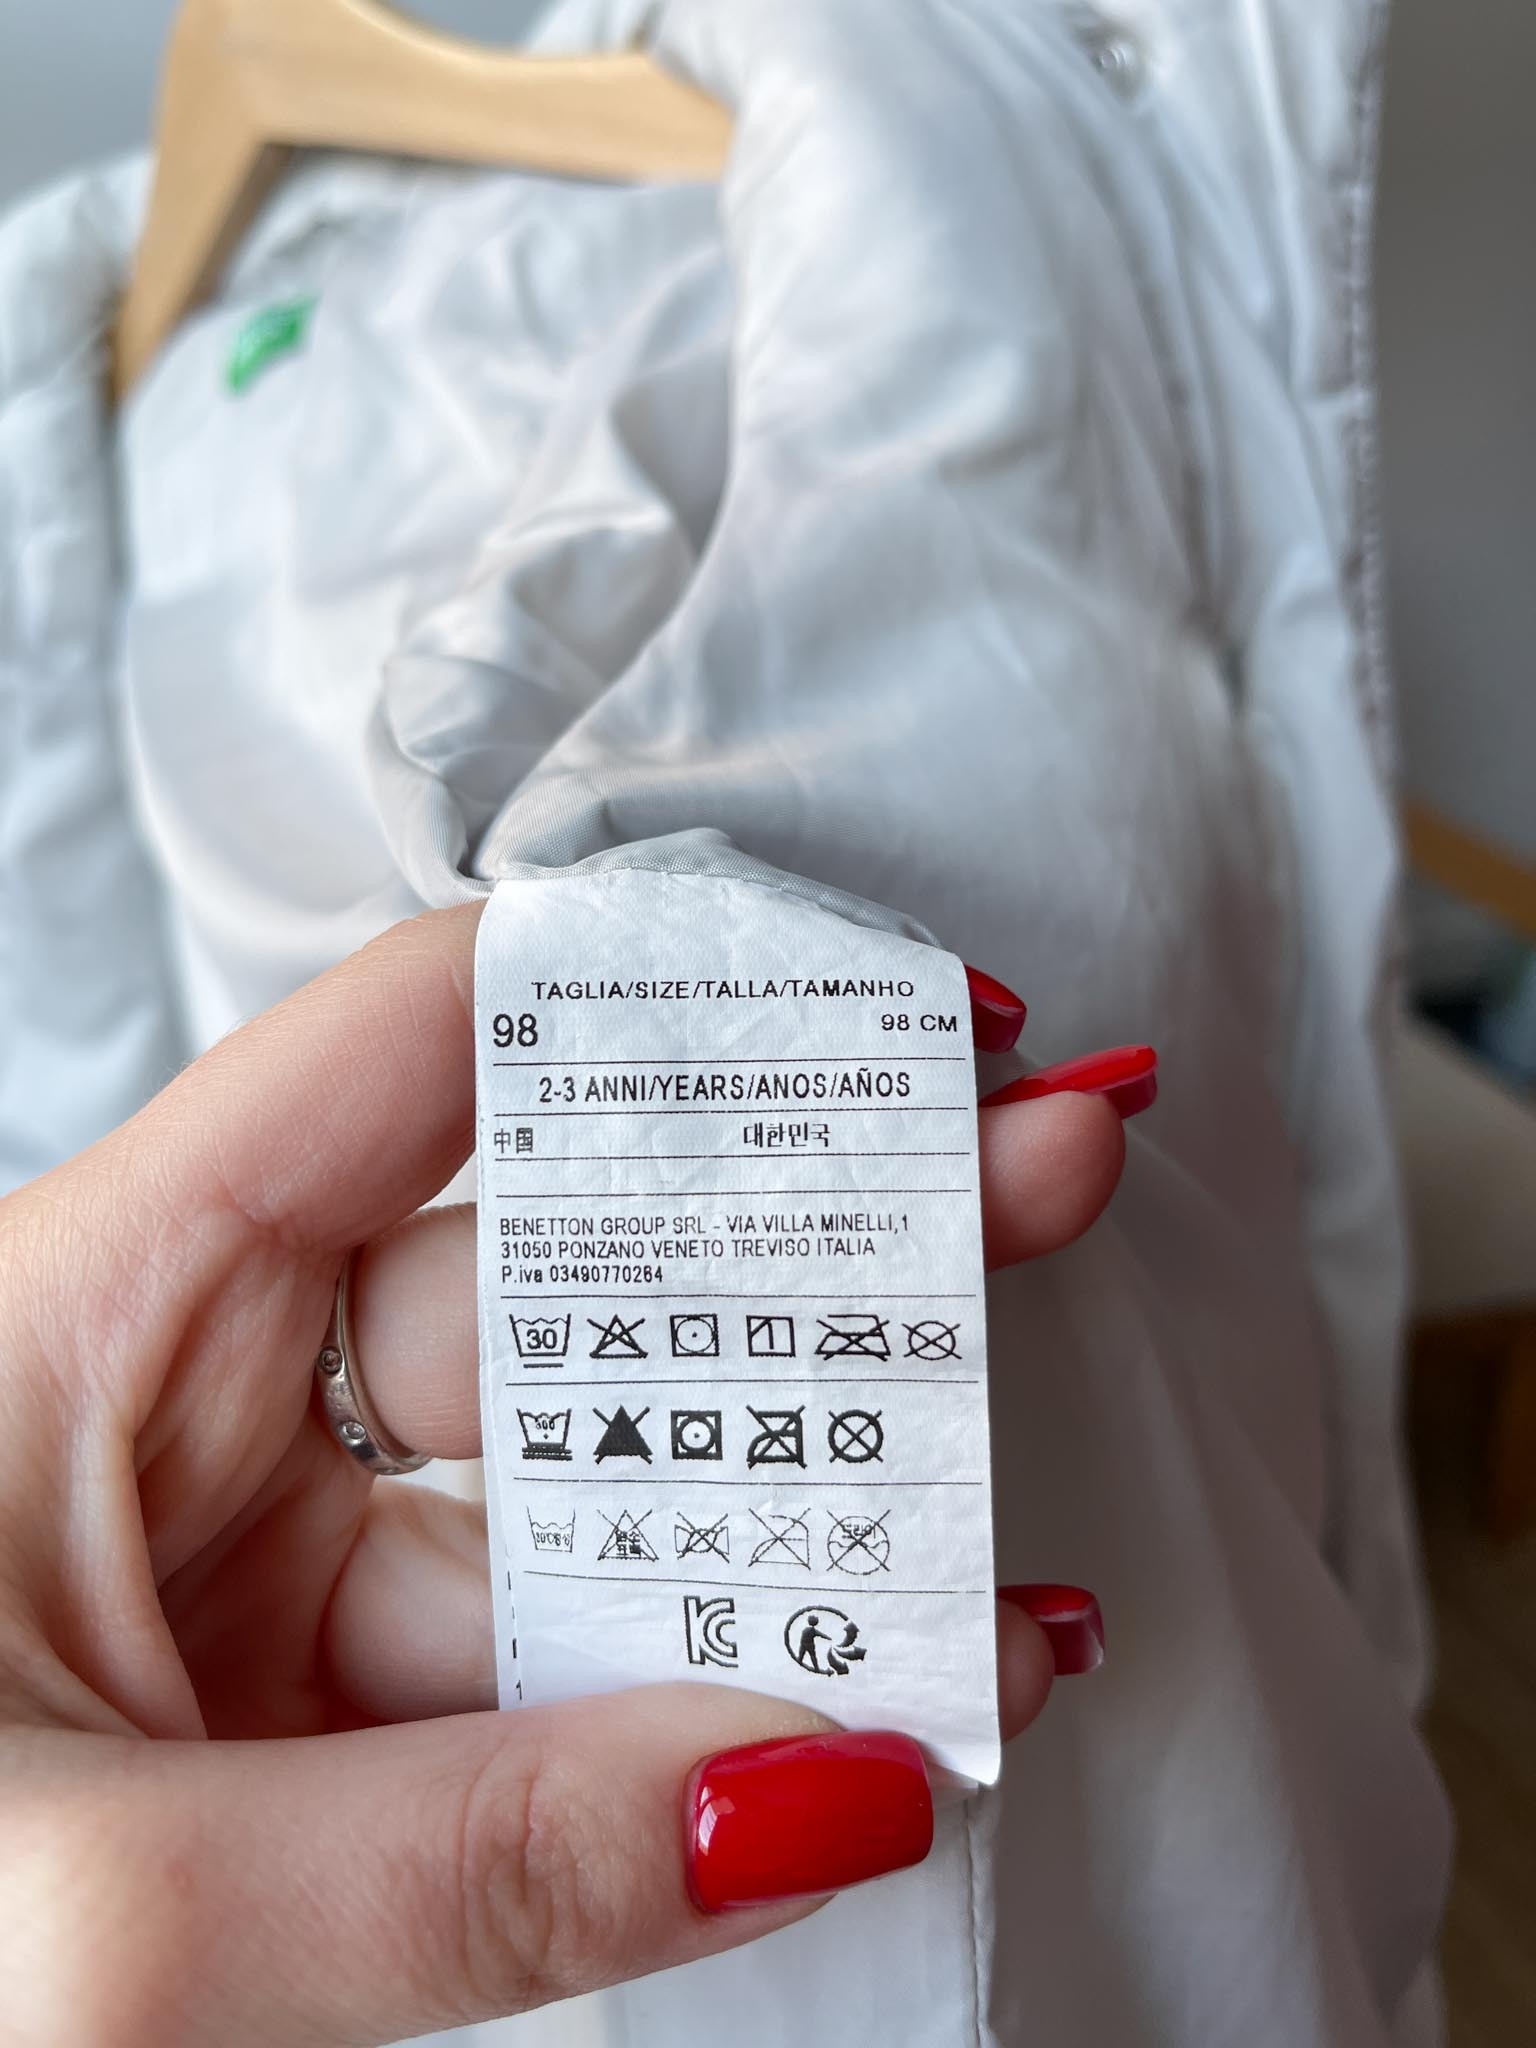 TAGLIA/SIZE/TALLA/TAMANHO
98 98 CM
2-3 ANNI/YEARS/ANOS/AÑOS
中国 대한민국
BENETTON GROUP SRL - VIA VILLA MINELLI,1
31050 PONZANO VENETO TREVISO ITALIA
P.iva 03490770264
30